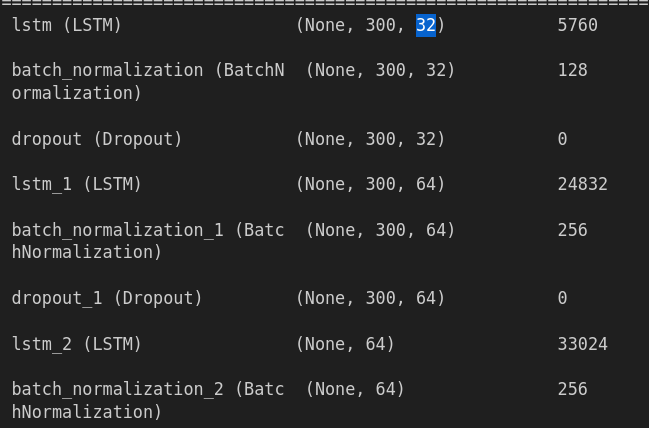 lstm (LSTM) (None, 300, 32) 5760
batch_normalization (BatchN (None, 300, 32) 128
ormalization)
dropout (Dropout) (None, 300, 32) 0
lstm_1 (LSTM) (None, 300, 64) 24832
batch_normalization_1 (Batc (None, 300, 64) 256
hNormalization)
dropout_1 (Dropout) (None, 300, 64) 0
lstm_2 (LSTM) (None, 64) 33024
batch_normalization_2 (Batc (None, 64) 256
hNormalization)